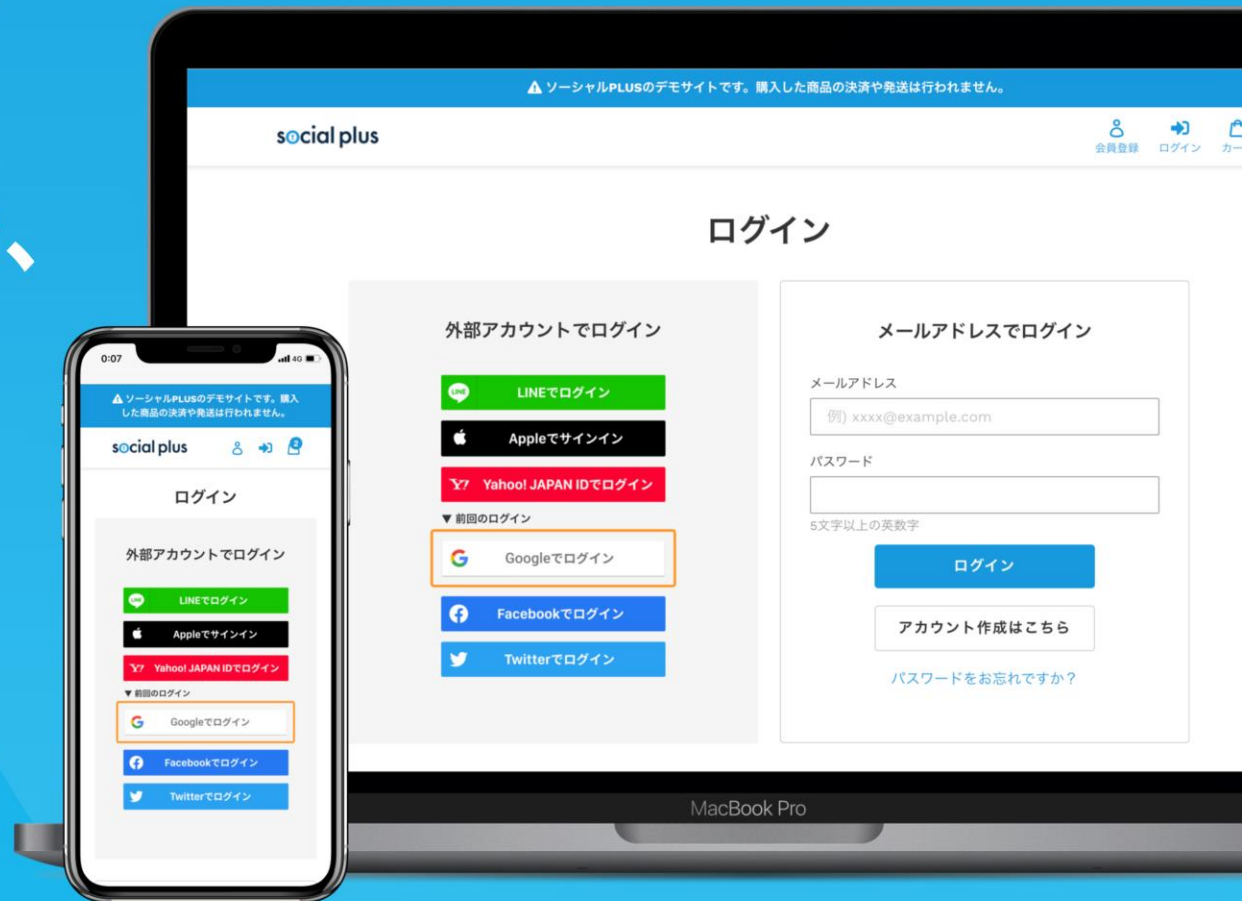 ソーシャルPLUSのデモサイトです。購入した商品の決済や発送は行われません。
social plus
会員登録
ログイン
カー
ログイン
外部アカウントでログイン
LINE
LINEでログイン
Appleでサインイン
Y! Yahoo! JAPAN IDでログイン
▼ 前回のログイン
G Googleでログイン
Facebookでログイン
Twitterでログイン
メールアドレスでログイン
メールアドレス
例) xxxx@example.com
パスワード
5文字以上の英数字
ログイン
アカウント作成はこちら
パスワードをお忘れですか？
MacBook Pro
0:07
4G
ソーシャルPLUSのデモサイトです。購入
した商品の決済や発送は行われません。
social plus
2
ログイン
外部アカウントでログイン
LINE
LINEでログイン
Appleでサインイン
Y! Yahoo! JAPAN IDでログイン
▼ 前回のログイン
G Googleでログイン
Facebookでログイン
Twitterでログイン